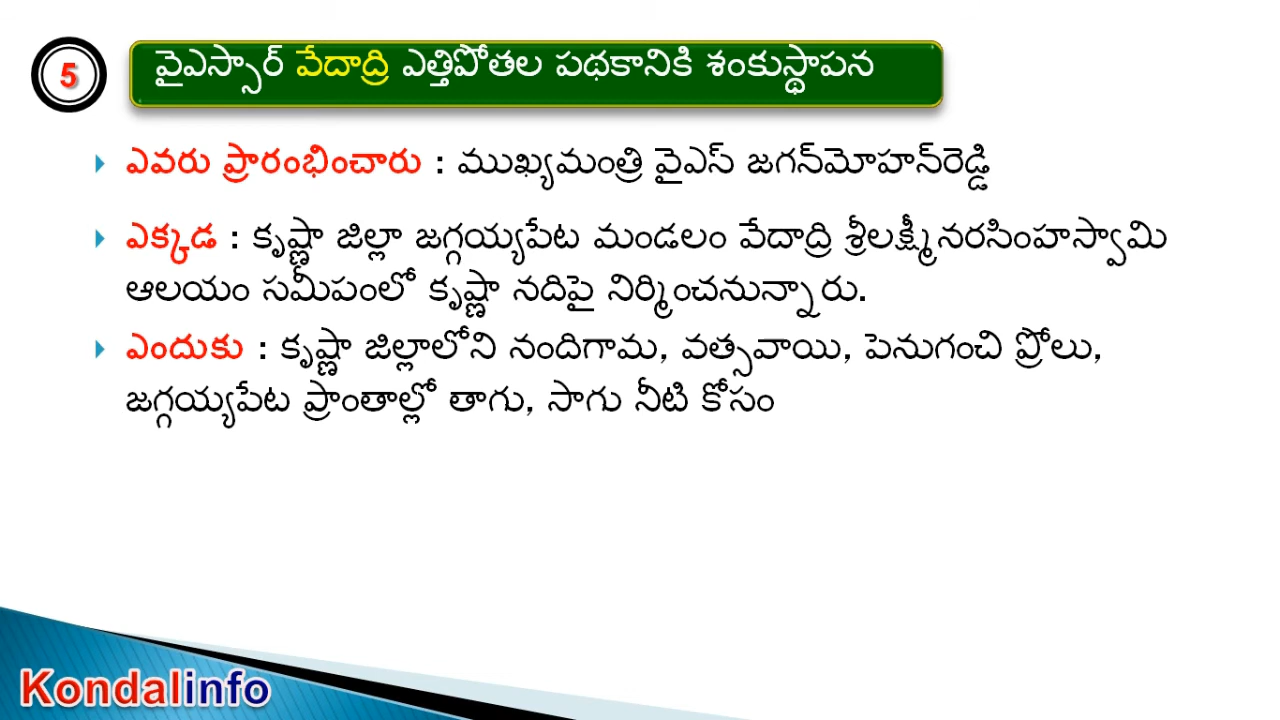 5
వైఎస్సార్ వేదాద్రి ఎత్తిపోతల పథకానికి శంకుస్థాపన
ఎవరు ప్రారంభించారు : ముఖ్యమంత్రి వైఎస్ జగన్‌మోహన్‌రెడ్డి
ఎక్కడ : కృష్ణా జిల్లా జగ్గయ్యపేట మండలం వేదాద్రి శ్రీలక్ష్మీనరసింహస్వామి
ఆలయం సమీపంలో కృష్ణా నదిపై నిర్మించనున్నారు.
ఎందుకు : కృష్ణా జిల్లాలోని నందిగామ, వత్సవాయి, పెనుగంచి ప్రోలు,
జగ్గయ్యపేట ప్రాంతాల్లో తాగు, సాగు నీటి కోసం
Kondalinfo